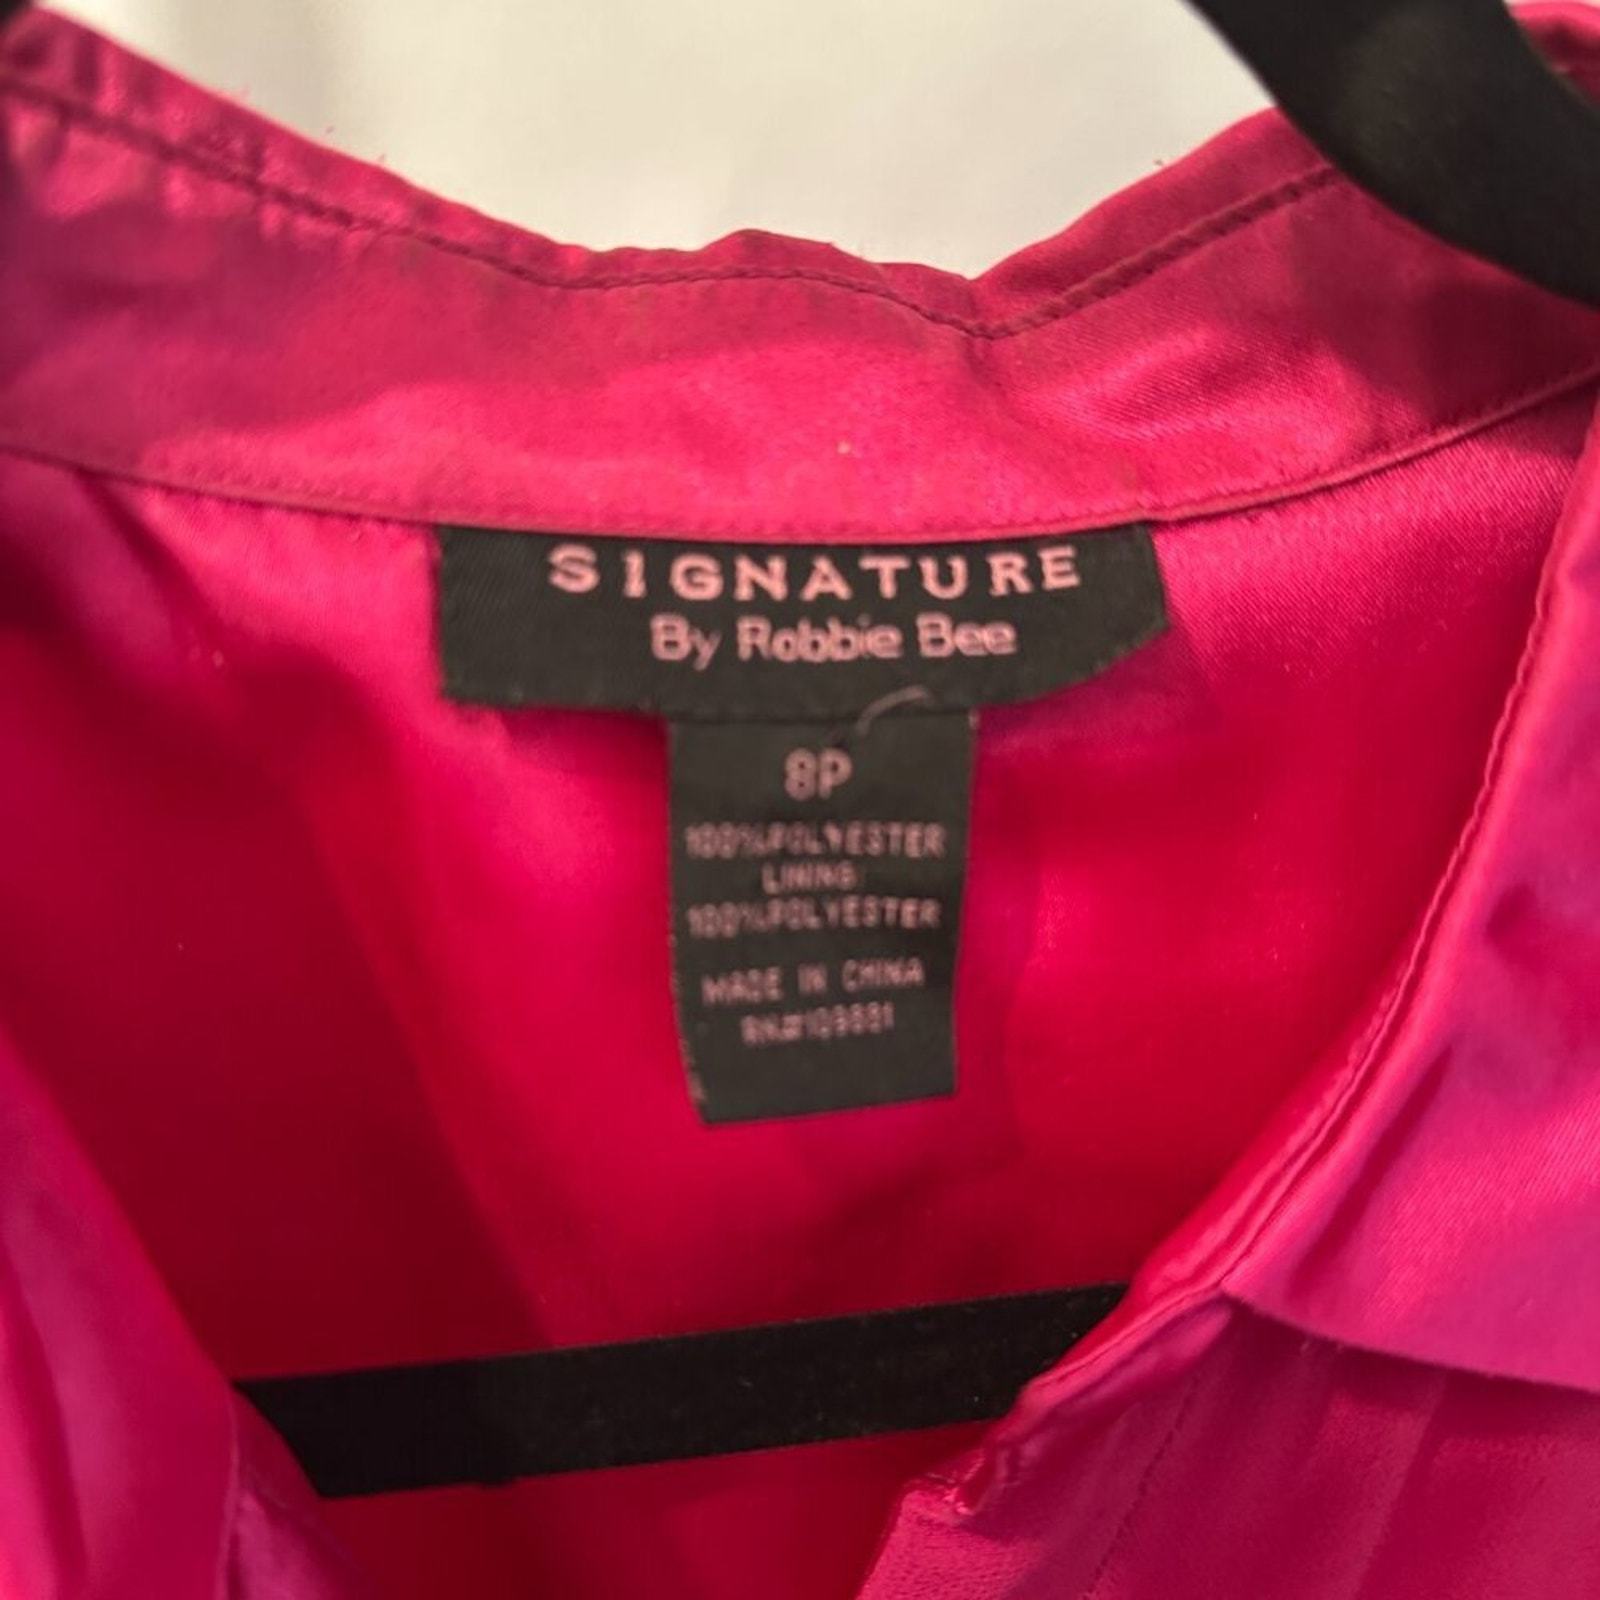 SIGNATURE
By Robbie Bee
8P
100%POLYESTER
LINING:
100%POLYESTER
MADE IN CHINA